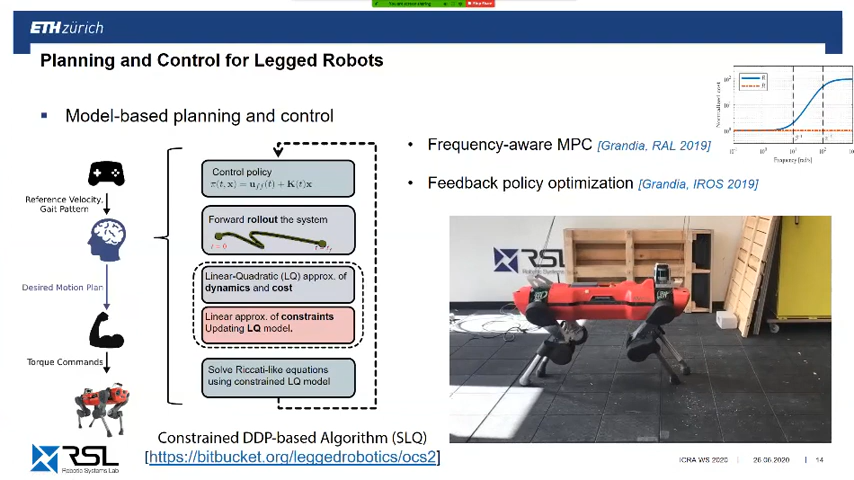 ETH zürich
Planning and Control for Legged Robots
Model-based planning and control
Reference Velocity,
Gait Pattern
Desired Motion Plan
Torque Commands
Control policy
π(t, x) = u_ff(t) + K(t)x
Forward rollout the system
t = 0
Linear-Quadratic (LQ) approx. of
dynamics and cost
Linear approx. of constraints
Updating LQ model.
Solve Riccati-like equations
using constrained LQ model
Constrained DDP-based Algorithm (SLQ)
[https://bitbucket.org/leggedrobotics/ocs2]
Frequency-aware MPC [Grandia, RAL 2019]
Feedback policy optimization [Grandia, IROS 2019]
Normalized cost
Frequency [rad/s]
RSL
RSL
Robotic Systems Lab
ICRA WS 2020 | 26.06.2020 | 14